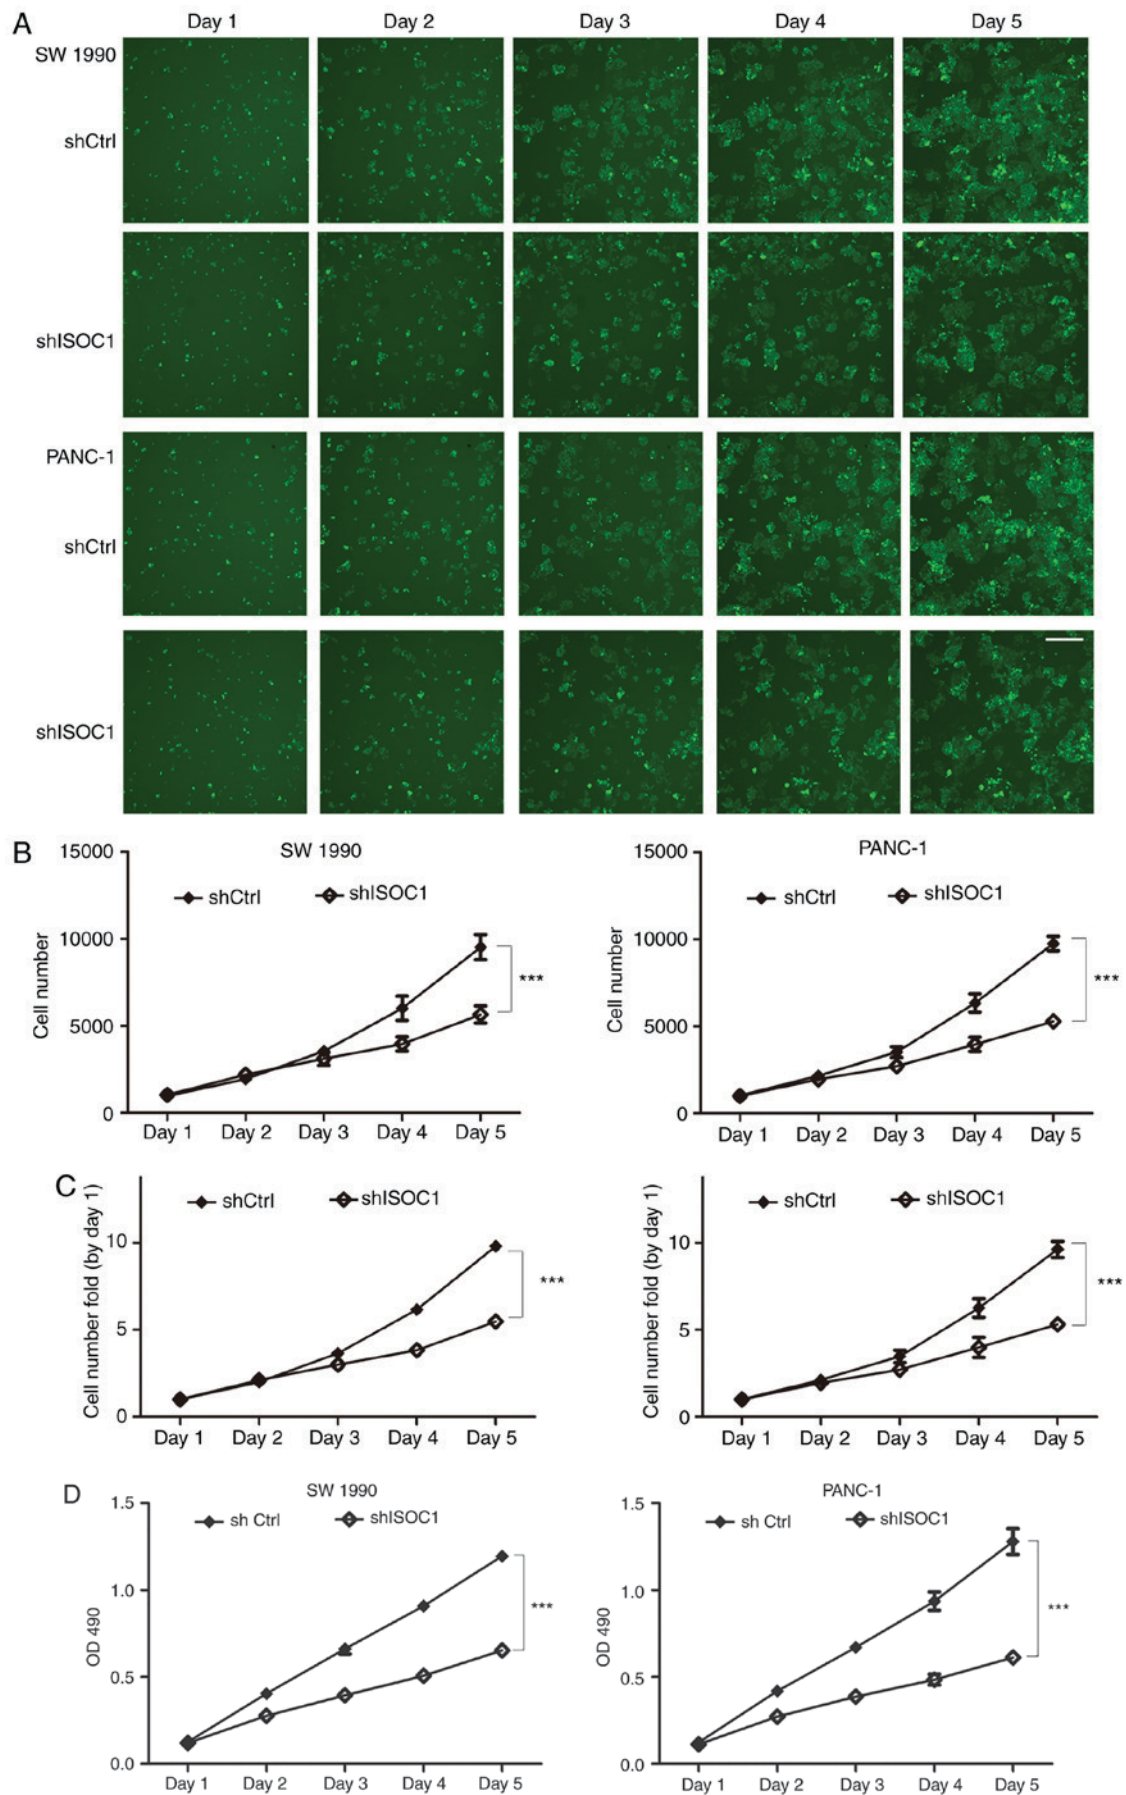 A
Day 1 Day 2 Day 3 Day 4 Day 5
SW 1990
shCtrl
shISOC1
PANC-1
shCtrl
shISOC1
B
SW 1990
shCtrl shISOC1
Cell number
15000
10000
5000
0
***
Day 1 Day 2 Day 3 Day 4 Day 5
PANC-1
shCtrl shISOC1
Cell number
15000
10000
5000
0
***
Day 1 Day 2 Day 3 Day 4 Day 5
C
shCtrl shISOC1
Cell number fold (by day 1)
10
5
0
***
Day 1 Day 2 Day 3 Day 4 Day 5
shCtrl shISOC1
Cell number fold (by day 1)
10
5
0
***
Day 1 Day 2 Day 3 Day 4 Day 5
D
SW 1990
sh Ctrl shISOC1
OD 490
1.5
1.0
0.5
0.0
***
Day 1 Day 2 Day 3 Day 4 Day 5
PANC-1
sh Ctrl shISOC1
OD 490
1.5
1.0
0.5
0.0
***
Day 1 Day 2 Day 3 Day 4 Day 5